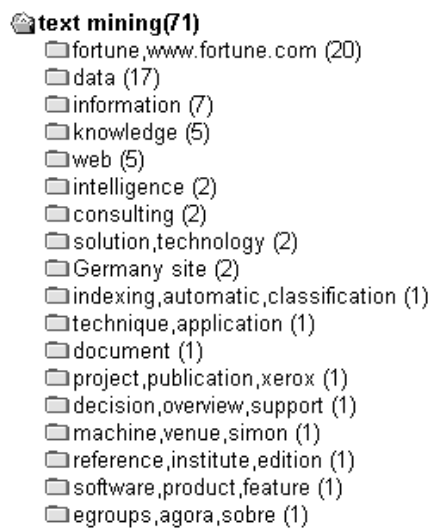 text mining(71)
fortune,www.fortune.com (20)
data (17)
information (7)
knowledge (5)
web (5)
intelligence (2)
consulting (2)
solution,technology (2)
Germany site (2)
indexing,automatic,classification (1)
technique,application (1)
document (1)
project,publication,xerox (1)
decision,overview,support (1)
machine,venue,simon (1)
reference,institute,edition (1)
software,product,feature (1)
egroups,agora,sobre (1)